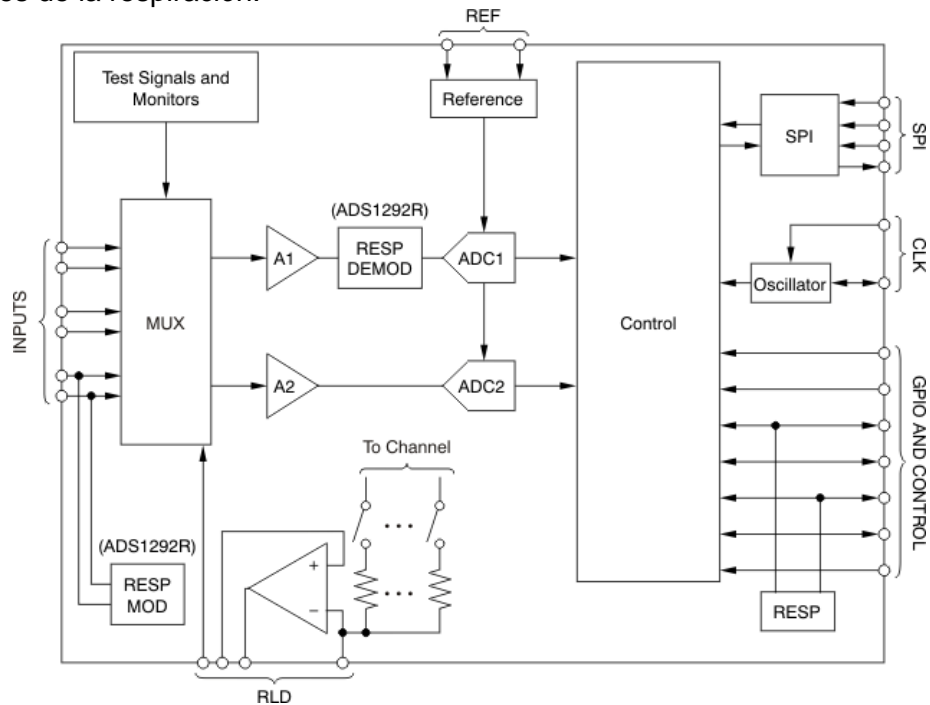 os de la respiración.
REF
Test Signals and
Monitors
Reference
SPI
SPI
(ADS1292R)
A1
RESP
DEMOD
ADC1
CLK
Oscillator
INPUTS
MUX
Control
A2
ADC2
GPIO AND CONTROL
To Channel
(ADS1292R)
RESP
MOD
+
−
RESP
RLD